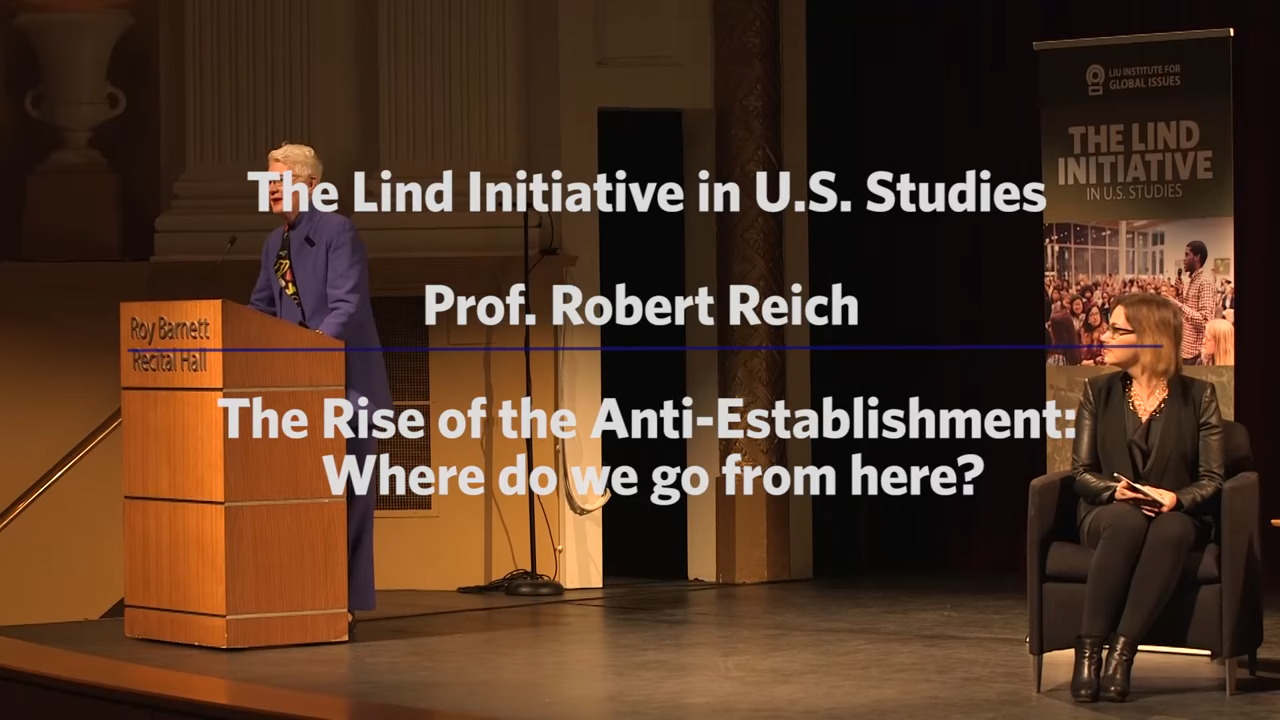 The Lind Initiative in U.S. Studies
Prof. Robert Reich
The Rise of the Anti-Establishment:
Where do we go from here?
Roy Barnett
Recital Hall
LIU INSTITUTE FOR
GLOBAL ISSUES
THE LIND
INITIATIVE
IN U.S. STUDIES